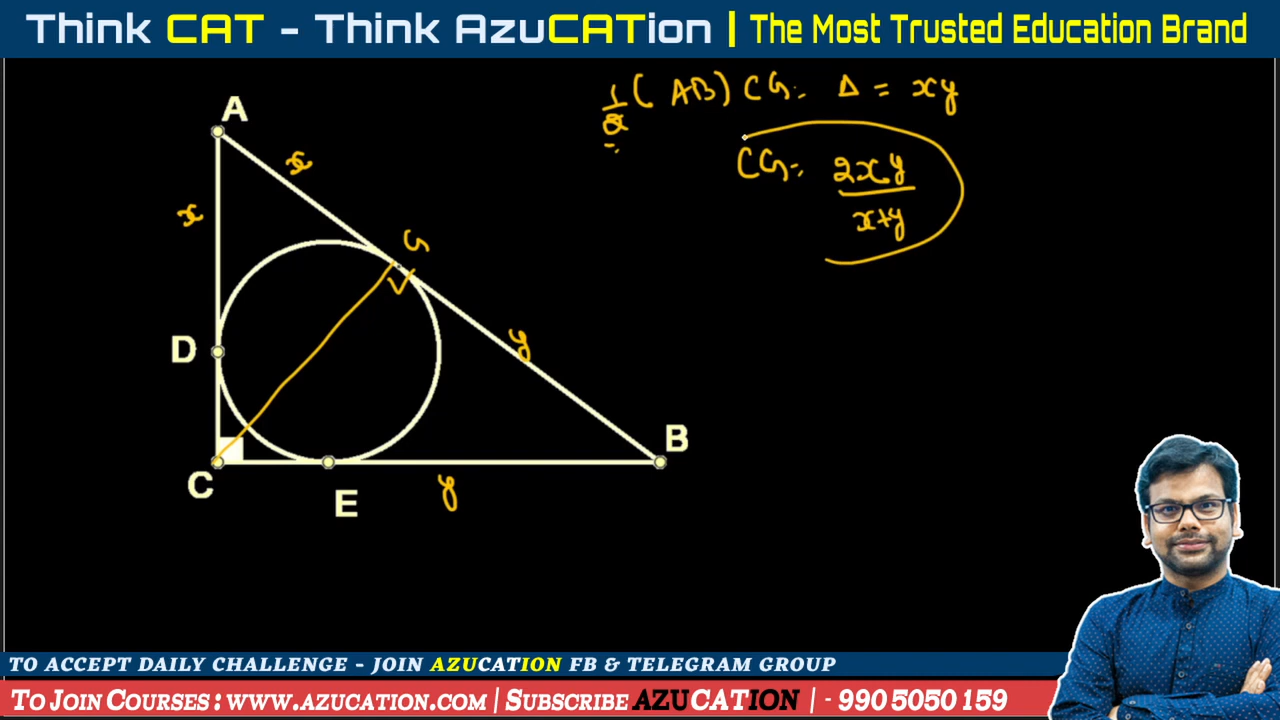 Think CAT - Think AzuCATion | The Most Trusted Education Brand
½ ( AB) CG = Δ = xy
CG = 2xy / x+y
A
x
x
G
D
y
B
C
E
y
TO ACCEPT DAILY CHALLENGE - JOIN AZUCATION FB & TELEGRAM GROUP
TO JOIN COURSES : WWW.AZUCATION.COM | SUBSCRIBE AZUCATION | - 990 5050 159